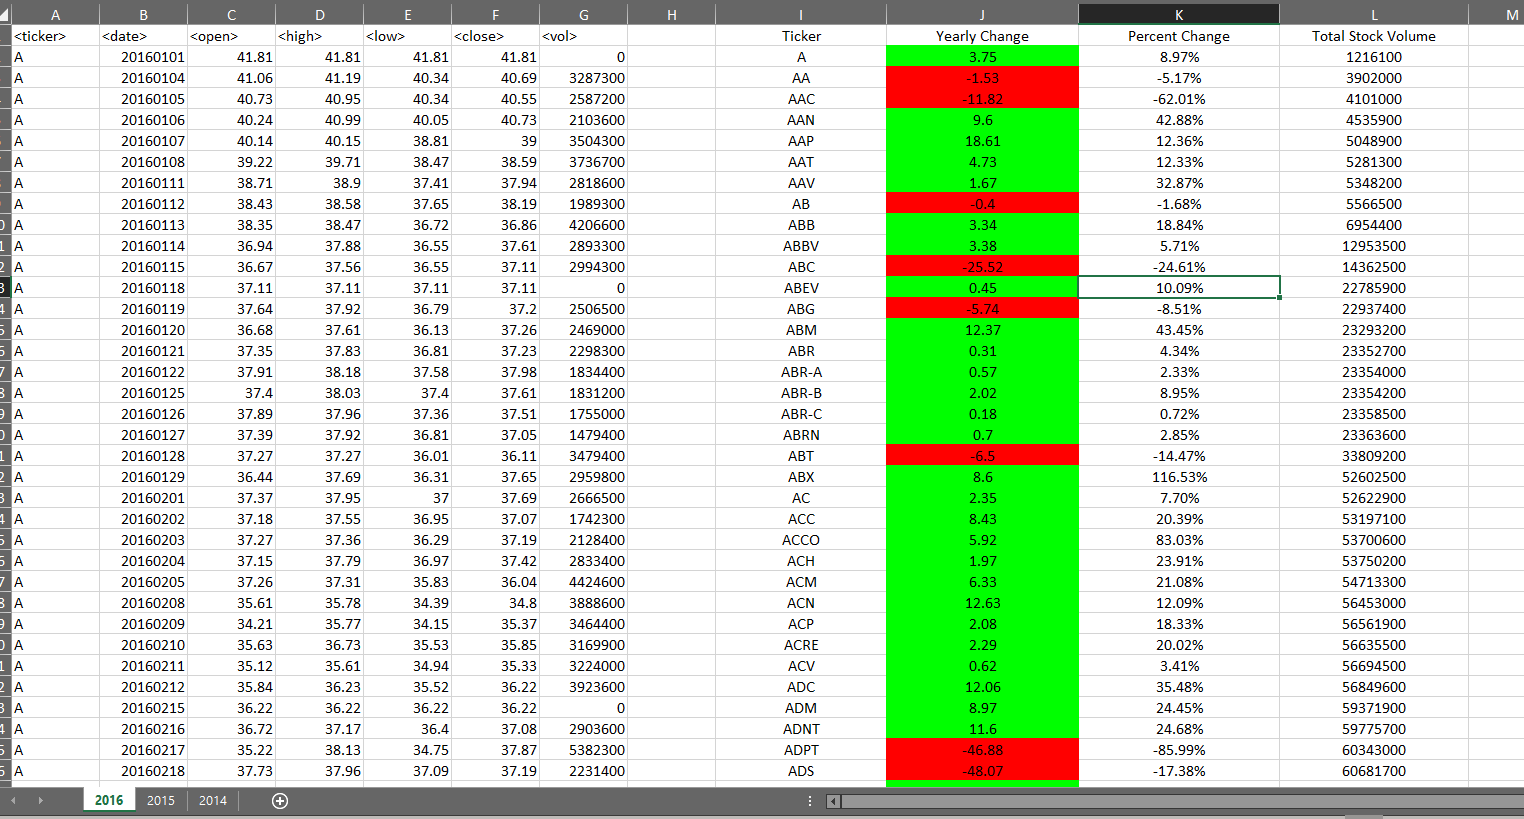 A B C D E F G H I J K L M
<ticker> <date> <open> <high> <low> <close> <vol> Ticker Yearly Change Percent Change Total Stock Volume
A 20160101 41.81 41.81 41.81 41.81 0 A 3.75 8.97% 1216100
A 20160104 41.06 41.19 40.34 40.69 3287300 AA -1.53 -5.17% 3902000
A 20160105 40.73 40.95 40.34 40.55 2587200 AAC -11.82 -62.01% 4101000
A 20160106 40.24 40.99 40.05 40.73 2103600 AAN 9.6 42.88% 4535900
A 20160107 40.14 40.15 38.81 39 3504300 AAP 18.61 12.36% 5048900
A 20160108 39.22 39.71 38.47 38.59 3736700 AAT 4.73 12.33% 5281300
A 20160111 38.71 38.9 37.41 37.94 2818600 AAV 1.67 32.87% 5348200
A 20160112 38.43 38.58 37.65 38.19 1989300 AB -0.4 -1.68% 5566500
A 20160113 38.35 38.47 36.72 36.86 4206600 ABB 3.34 18.84% 6954400
A 20160114 36.94 37.88 36.55 37.61 2893300 ABBV 3.38 5.71% 12953500
A 20160115 36.67 37.56 36.55 37.11 2994300 ABC -25.52 -24.61% 14362500
A 20160118 37.11 37.11 37.11 37.11 0 ABEV 0.45 10.09% 22785900
A 20160119 37.64 37.92 36.79 37.2 2506500 ABG -5.74 -8.51% 22937400
A 20160120 36.68 37.61 36.13 37.26 2469000 ABM 12.37 43.45% 23293200
A 20160121 37.35 37.83 36.81 37.23 2298300 ABR 0.31 4.34% 23352700
A 20160122 37.91 38.18 37.58 37.98 1834400 ABR-A 0.57 2.33% 23354000
A 20160125 37.4 38.03 37.4 37.61 1831200 ABR-B 2.02 8.95% 23354200
A 20160126 37.89 37.96 37.36 37.51 1755000 ABR-C 0.18 0.72% 23358500
A 20160127 37.39 37.92 36.81 37.05 1479400 ABRN 0.7 2.85% 23363600
A 20160128 37.27 37.27 36.01 36.11 3479400 ABT -6.5 -14.47% 33809200
A 20160129 36.44 37.69 36.31 37.65 2959800 ABX 8.6 116.53% 52602500
A 20160201 37.37 37.95 37 37.69 2666500 AC 2.35 7.70% 52622900
A 20160202 37.18 37.55 36.95 37.07 1742300 ACC 8.43 20.39% 53197100
A 20160203 37.27 37.36 36.29 37.19 2128400 ACCO 5.92 83.03% 53700600
A 20160204 37.15 37.79 36.97 37.42 2833400 ACH 1.97 23.91% 53750200
A 20160205 37.26 37.31 35.83 36.04 4424600 ACM 6.33 21.08% 54713300
A 20160208 35.61 35.78 34.39 34.8 3888600 ACN 12.63 12.09% 56453000
A 20160209 34.21 35.77 34.15 35.37 3464400 ACP 2.08 18.33% 56561900
A 20160210 35.63 36.73 35.53 35.85 3169900 ACRE 2.29 20.02% 56635500
A 20160211 35.12 35.61 34.94 35.33 3224000 ACV 0.62 3.41% 56694500
A 20160212 35.84 36.23 35.52 36.22 3923600 ADC 12.06 35.48% 56849600
A 20160215 36.22 36.22 36.22 36.22 0 ADM 8.97 24.45% 59371900
A 20160216 36.72 37.17 36.4 37.08 2903600 ADNT 11.6 24.68% 59775700
A 20160217 35.22 38.13 34.75 37.87 5382300 ADPT -46.88 -85.99% 60343000
A 20160218 37.73 37.96 37.09 37.19 2231400 ADS -48.07 -17.38% 60681700
2016 2015 2014